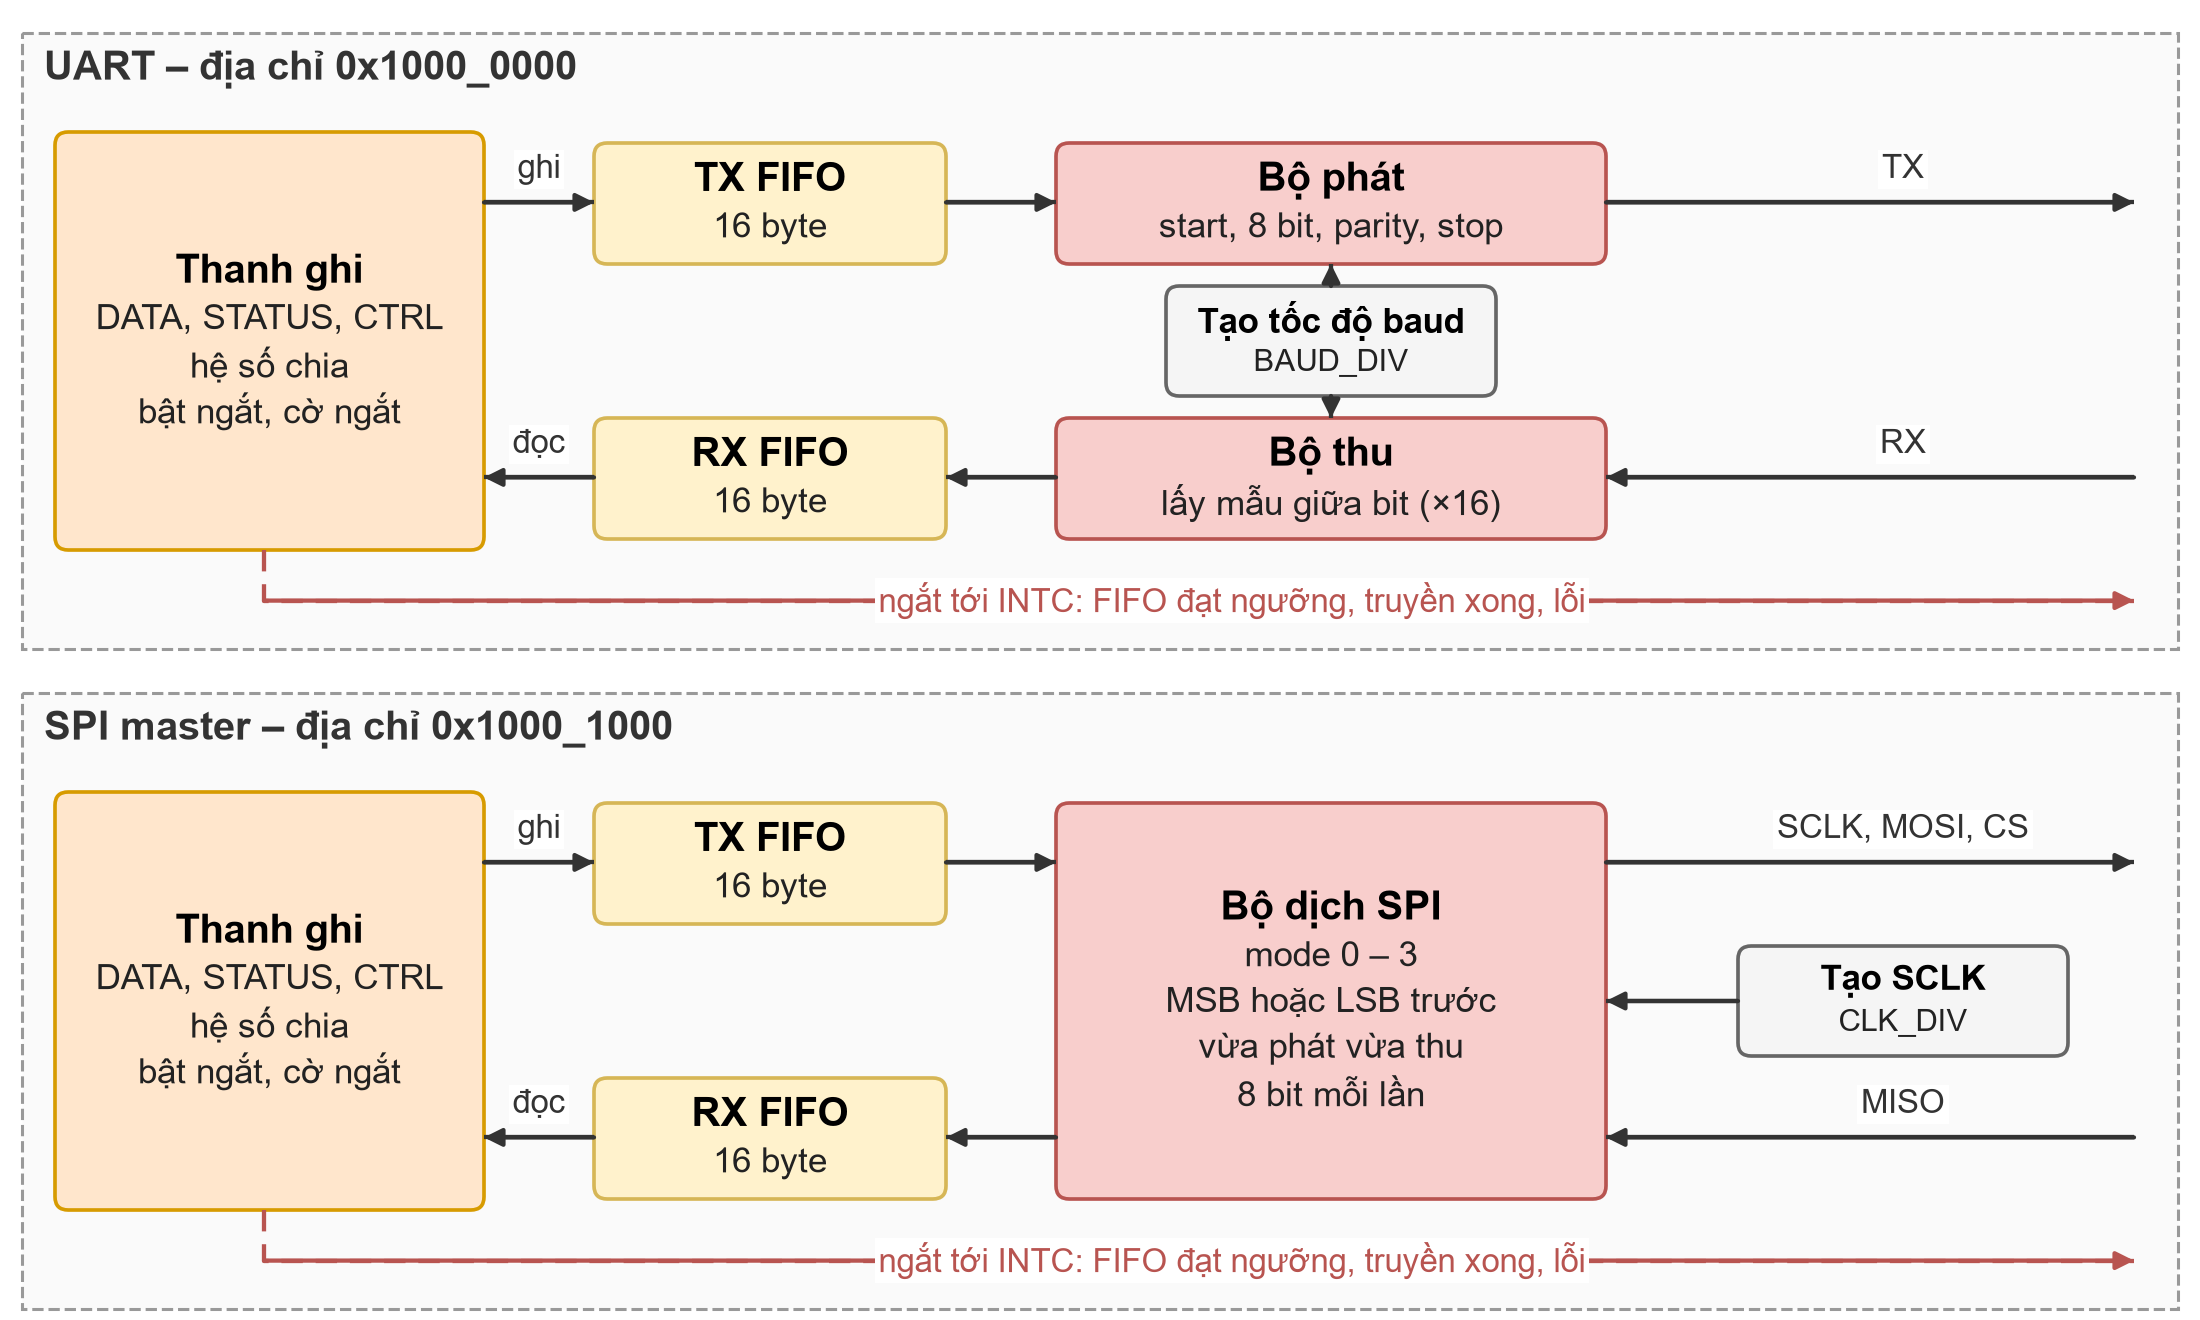 UART – địa chỉ 0x1000_0000
Thanh ghi
DATA, STATUS, CTRL
hệ số chia
bật ngắt, cờ ngắt
ghi
TX FIFO
16 byte
Bộ phát
start, 8 bit, parity, stop
TX
Tạo tốc độ baud
BAUD_DIV
đọc
RX FIFO
16 byte
Bộ thu
lấy mẫu giữa bit (×16)
RX
ngắt tới INTC: FIFO đạt ngưỡng, truyền xong, lỗi
SPI master – địa chỉ 0x1000_1000
Thanh ghi
DATA, STATUS, CTRL
hệ số chia
bật ngắt, cờ ngắt
ghi
TX FIFO
16 byte
Bộ dịch SPI
mode 0 – 3
MSB hoặc LSB trước
vừa phát vừa thu
8 bit mỗi lần
SCLK, MOSI, CS
Tạo SCLK
CLK_DIV
đọc
RX FIFO
16 byte
MISO
ngắt tới INTC: FIFO đạt ngưỡng, truyền xong, lỗi